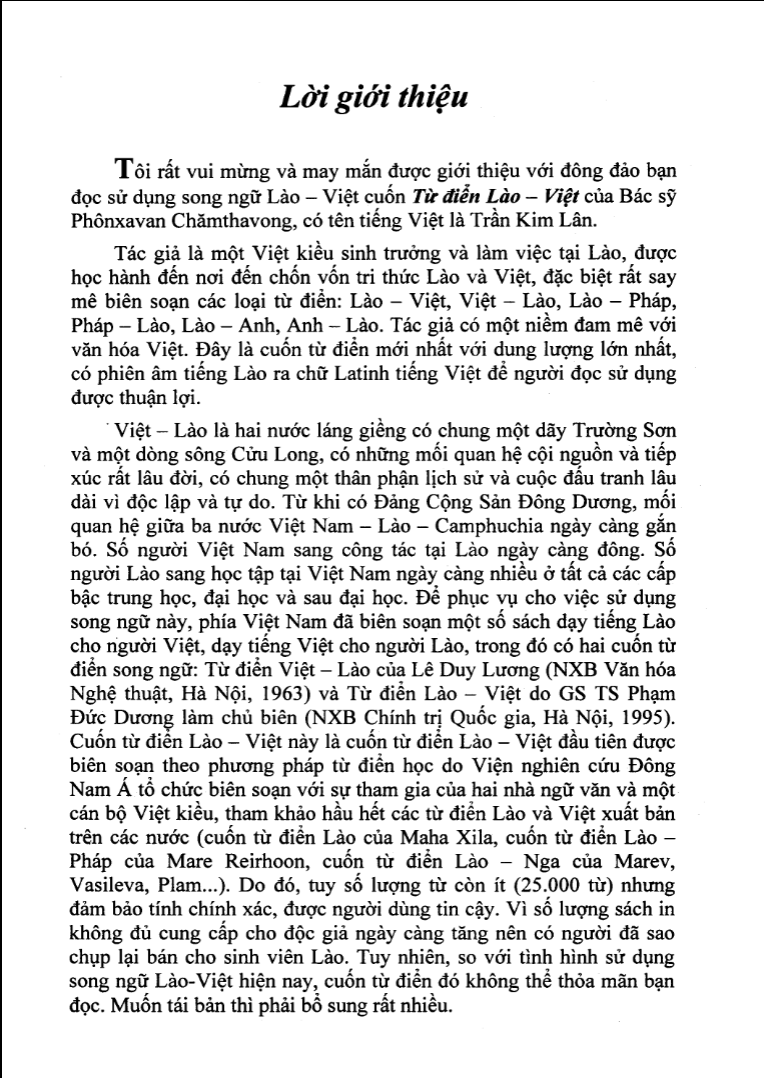 Lời giới thiệu
Tôi rất vui mừng và may mắn được giới thiệu với đông đảo bạn
đọc sử dụng song ngữ Lào – Việt cuốn Từ điển Lào – Việt của Bác sỹ
Phônxavan Chămthavong, có tên tiếng Việt là Trần Kim Lân.
Tác giả là một Việt kiều sinh trưởng và làm việc tại Lào, được
học hành đến nơi đến chốn vốn tri thức Lào và Việt, đặc biệt rất say
mê biên soạn các loại từ điển: Lào – Việt, Việt – Lào, Lào – Pháp,
Pháp – Lào, Lào – Anh, Anh – Lào. Tác giả có một niềm đam mê với
văn hóa Việt. Đây là cuốn từ điển mới nhất với dung lượng lớn nhất,
có phiên âm tiếng Lào ra chữ Latinh tiếng Việt để người đọc sử dụng
được thuận lợi.
Việt – Lào là hai nước láng giềng có chung một dãy Trường Sơn
và một dòng sông Cửu Long, có những mối quan hệ cội nguồn và tiếp
xúc rất lâu đời, có chung một thân phận lịch sử và cuộc đấu tranh lâu
dài vì độc lập và tự do. Từ khi có Đảng Cộng Sản Đông Dương, mối
quan hệ giữa ba nước Việt Nam – Lào – Camphuchia ngày càng gắn
bó. Số người Việt Nam sang công tác tại Lào ngày càng đông. Số
người Lào sang học tập tại Việt Nam ngày càng nhiều ở tất cả các cấp
bậc trung học, đại học và sau đại học. Để phục vụ cho việc sử dụng
song ngữ này, phía Việt Nam đã biên soạn một số sách dạy tiếng Lào
cho người Việt, dạy tiếng Việt cho người Lào, trong đó có hai cuốn từ
điển song ngữ: Từ điển Việt – Lào của Lê Duy Lương (NXB Văn hóa
Nghệ thuật, Hà Nội, 1963) và Từ điển Lào – Việt do GS TS Phạm
Đức Dương làm chủ biên (NXB Chính trị Quốc gia, Hà Nội, 1995).
Cuốn từ điển Lào – Việt này là cuốn từ điển Lào – Việt đầu tiên được
biên soạn theo phương pháp từ điển học do Viện nghiên cứu Đông
Nam Á tổ chức biên soạn với sự tham gia của hai nhà ngữ văn và một
cán bộ Việt kiều, tham khảo hầu hết các từ điển Lào và Việt xuất bản
trên các nước (cuốn từ điển Lào của Maha Xila, cuốn từ điển Lào –
Pháp của Mare Reirhoon, cuốn từ điển Lào – Nga của Marev,
Vasileva, Plam...). Do đó, tuy số lượng từ còn ít (25.000 từ) nhưng
đảm bảo tính chính xác, được người dùng tin cậy. Vì số lượng sách in
không đủ cung cấp cho độc giả ngày càng tăng nên có người đã sao
chụp lại bán cho sinh viên Lào. Tuy nhiên, so với tình hình sử dụng
song ngữ Lào-Việt hiện nay, cuốn từ điển đó không thể thỏa mãn bạn
đọc. Muốn tái bản thì phải bổ sung rất nhiều.